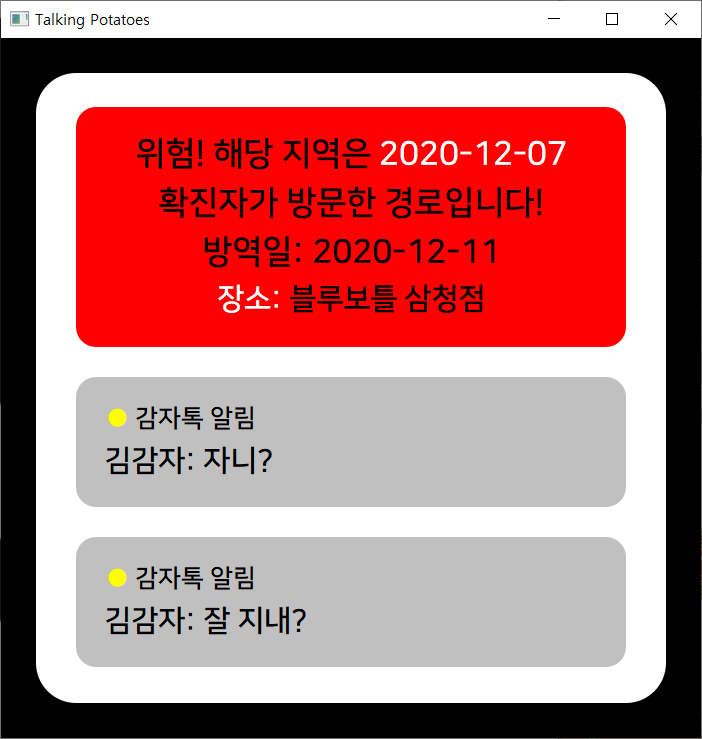 Talking Potatoes
위험! 해당 지역은 2020-12-07
확진자가 방문한 경로입니다!
방역일: 2020-12-11
장소: 블루보틀 삼청점
감자톡 알림
김감자: 자니?
감자톡 알림
김감자: 잘 지내?